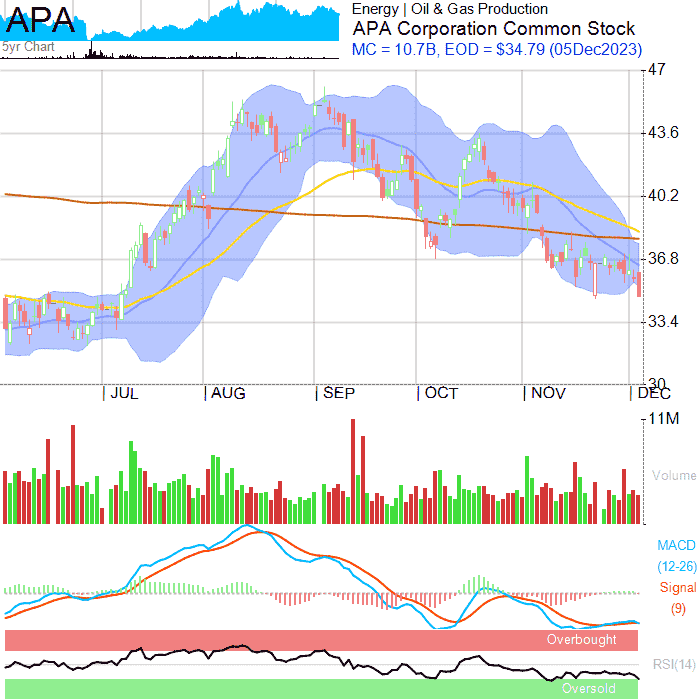 APA
5yr Chart
Energy | Oil & Gas Production
APA Corporation Common Stock
MC = 10.7B, EOD = $34.79 (05Dec2023)
47
43.6
40.2
36.8
33.4
30
JUL
AUG
SEP
OCT
NOV
DEC
11M
Volume
MACD
(12-26)
Signal
(9)
Overbought
RSI(14)
Oversold